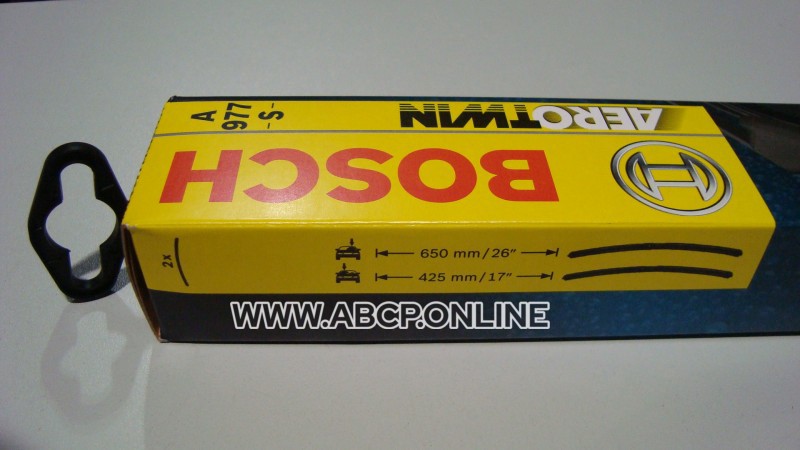 AEROTWIN
A
977
-S-
BOSCH
2x
650 mm/26"
425 mm/17"
WWW.ABCP.ONLINE